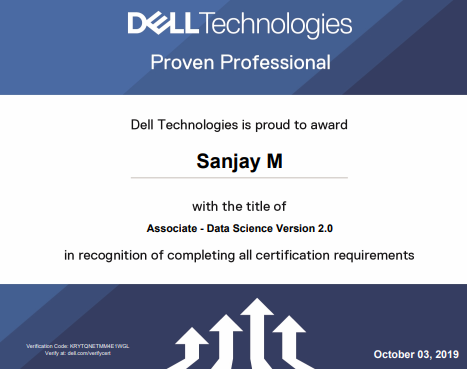 DELLTechnologies
Proven Professional
Dell Technologies is proud to award
Sanjay M
with the title of
Associate - Data Science Version 2.0
in recognition of completing all certification requirements
Verification Code: KRYTQNETMM4E1WGL
Verify at: dell.com/verifycert
October 03, 2019